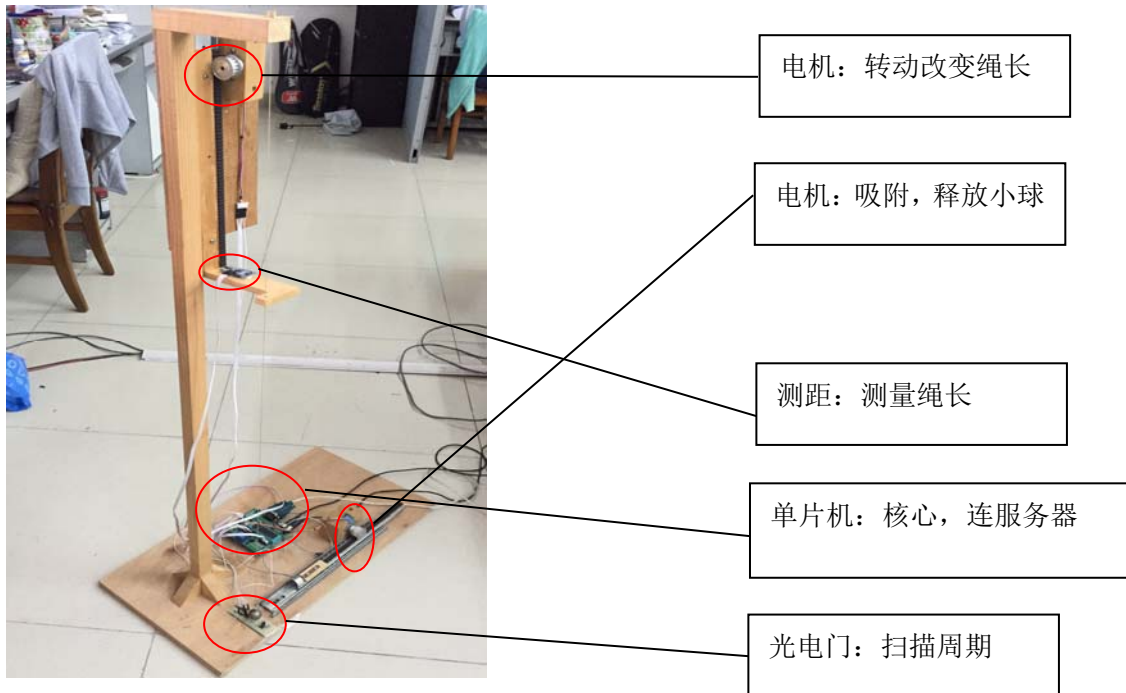 电机：转动改变绳长
电机：吸附，释放小球
测距：测量绳长
单片机：核心，连服务器
光电门：扫描周期